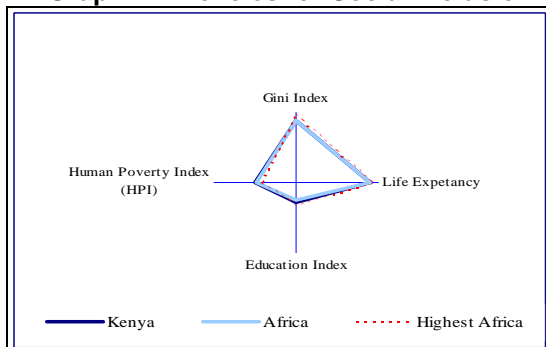 Gini Index
Human Poverty Index
(HPI)
Life Expetancy
Education Index
Kenya Africa Highest Africa